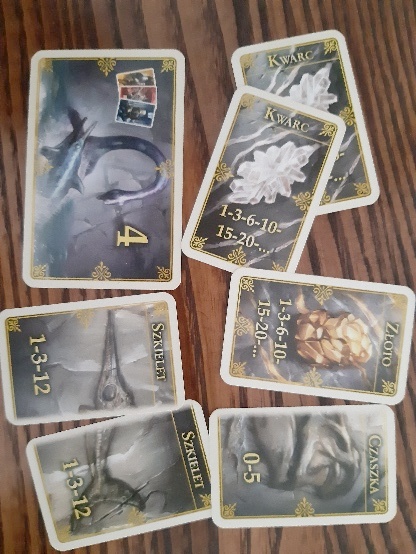 KWARC
...
KWARC
1-3-6-10-
15-20-...
4
ZŁOTO
1-3-6-10-
15-20-...
SZKIELET
1-3-12
SZKIELET
1-3-12
CZASZKA
0-5